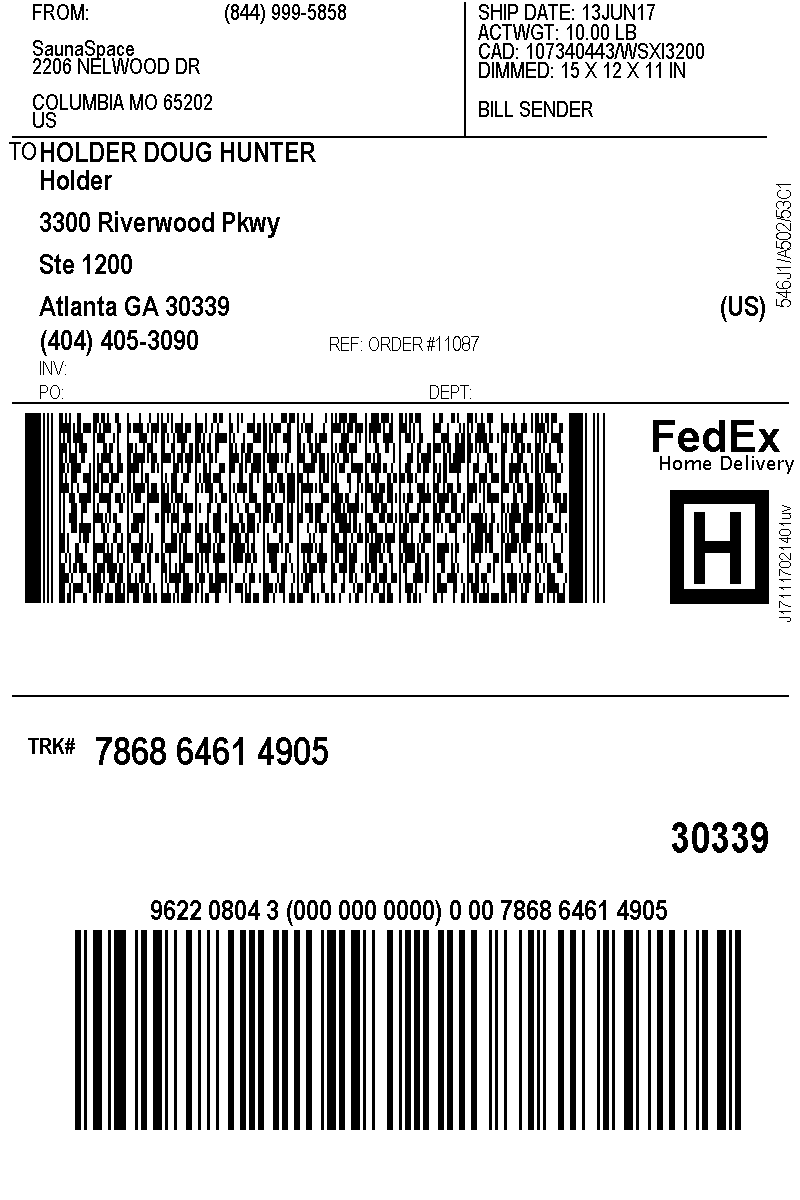 FROM: (844) 999-5858
SaunaSpace
2206 NELWOOD DR
COLUMBIA MO 65202
US
SHIP DATE: 13JUN17
ACTWGT: 10.00 LB
CAD: 107340443/WSXI3200
DIMMED: 15 X 12 X 11 IN
BILL SENDER
TO HOLDER DOUG HUNTER
Holder
3300 Riverwood Pkwy
Ste 1200
Atlanta GA 30339 (US)
(404) 405-3090 REF: ORDER #11087
INV:
PO: DEPT:
546J1/A502/53C1
FedEx
Home Delivery
H
J171117021401uv
TRK# 7868 6461 4905
30339
9622 0804 3 (000 000 0000) 0 00 7868 6461 4905